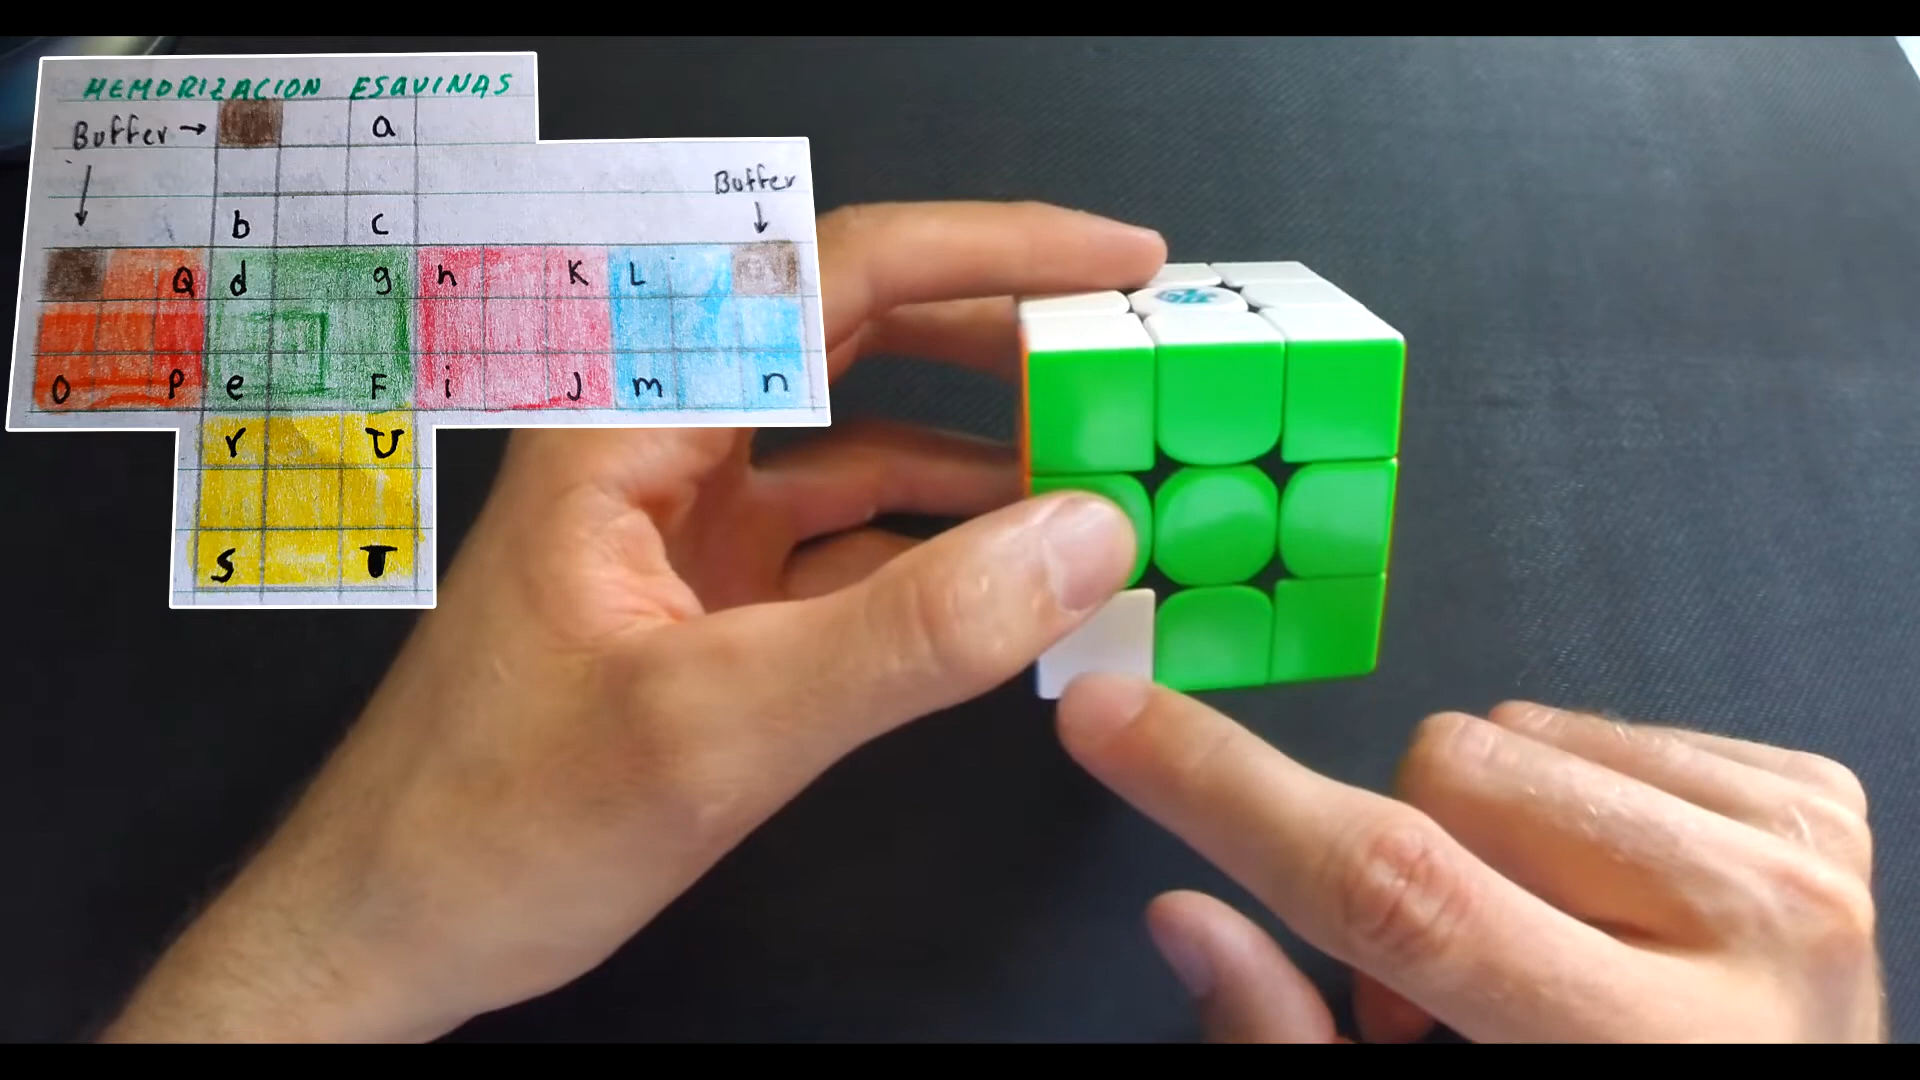 MEMORIZACION ESQUINAS
Buffer → a
Buffer
b c
Q d g h K L
O P e F i J m n
r U
S T